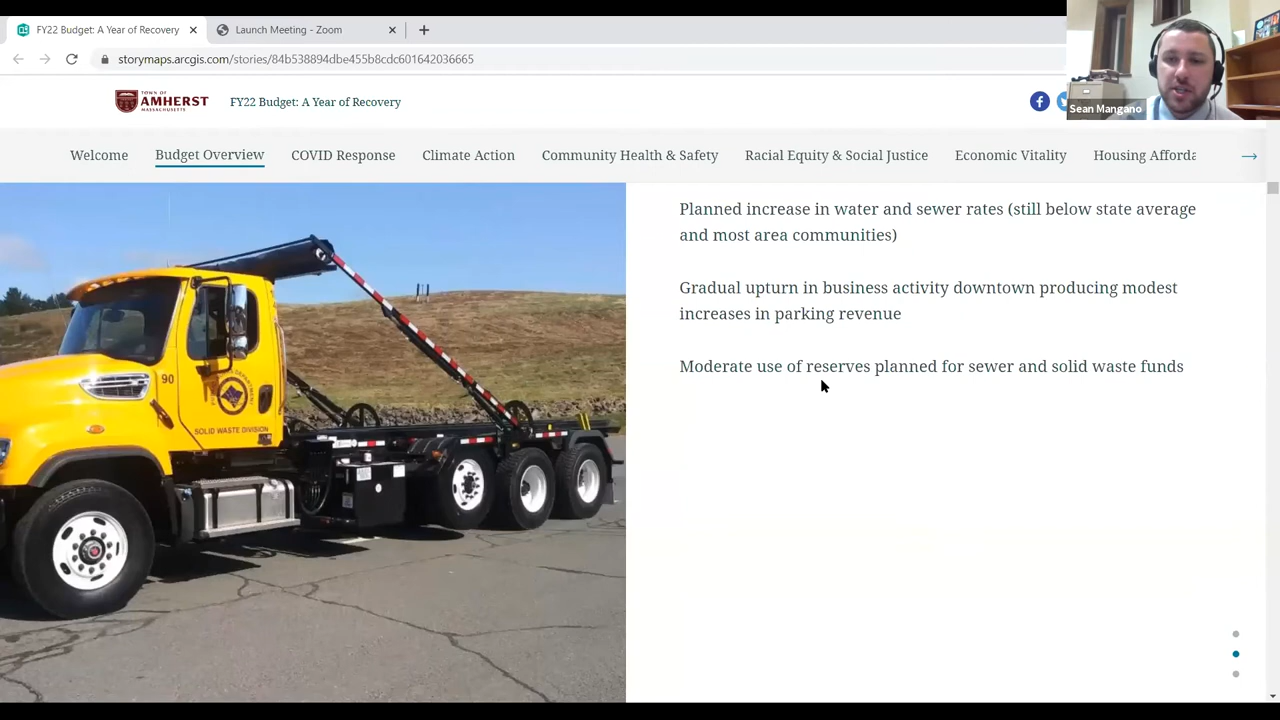 FY22 Budget: A Year of Recovery
Launch Meeting - Zoom
storymaps.arcgis.com/stories/84b538894dbe455b8cdc601642036665
Sean Mangano
TOWN OF
AMHERST
MASSACHUSETTS
FY22 Budget: A Year of Recovery
Welcome
Budget Overview
COVID Response
Climate Action
Community Health & Safety
Racial Equity & Social Justice
Economic Vitality
Housing Afforda
Planned increase in water and sewer rates (still below state average
and most area communities)
Gradual upturn in business activity downtown producing modest
increases in parking revenue
Moderate use of reserves planned for sewer and solid waste funds
90
SOLID WASTE DIVISION